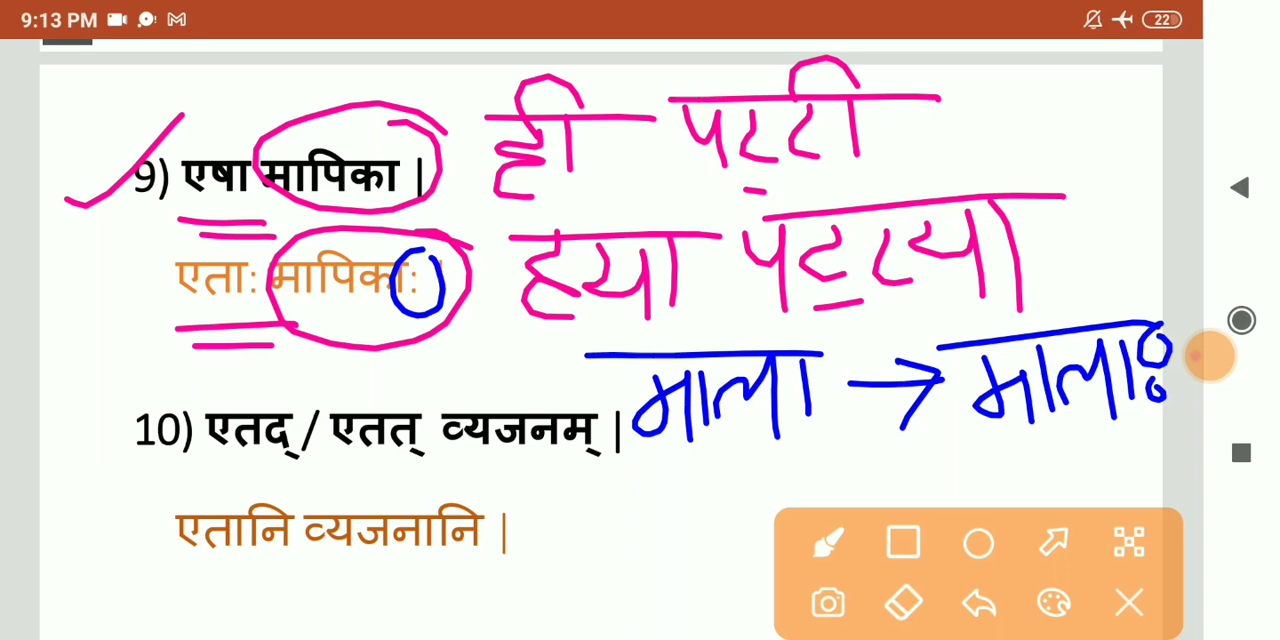 9:13 PM 22
9) एषा मापिका | ही पट्टी
एताः मापिकाः | ह्या पट्ट्या
माला → मालाः
10) एतद् / एतत् व्यजनम् |
एतानि व्यजनानि |